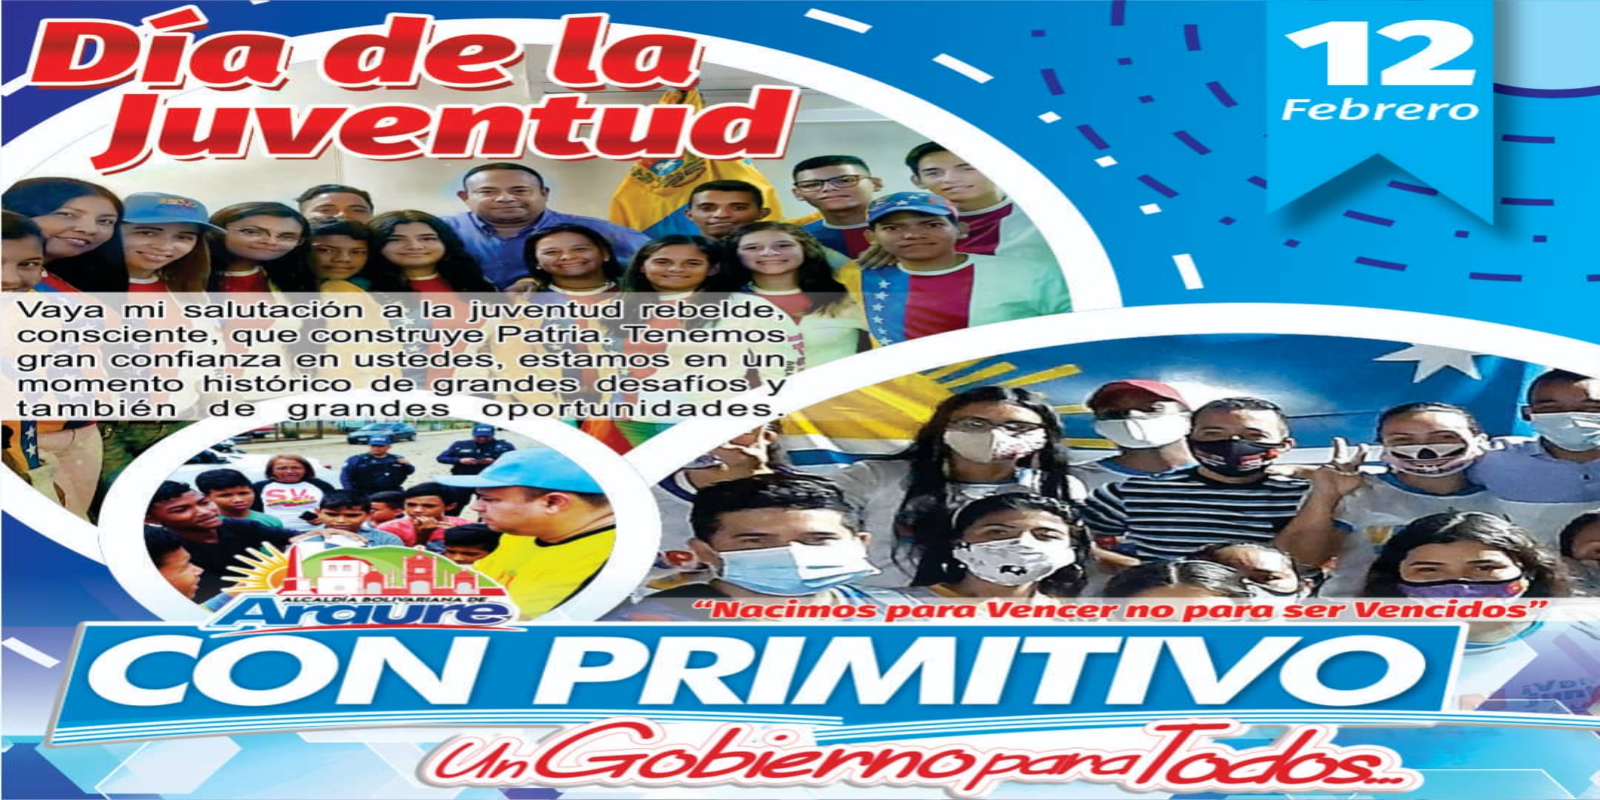 Día de la
Juventud
12
Febrero
Vaya mi salutación a la juventud rebelde,
consciente, que construye Patria. Tenemos
gran confianza en ustedes, estamos en un
momento histórico de grandes desafíos y
también de grandes oportunidades.
ALCALDÍA BOLIVARIANA DE
Araure
“Nacimos para Vencer no para ser Vencidos”
CON PRIMITIVO
Un Gobierno para Todos...